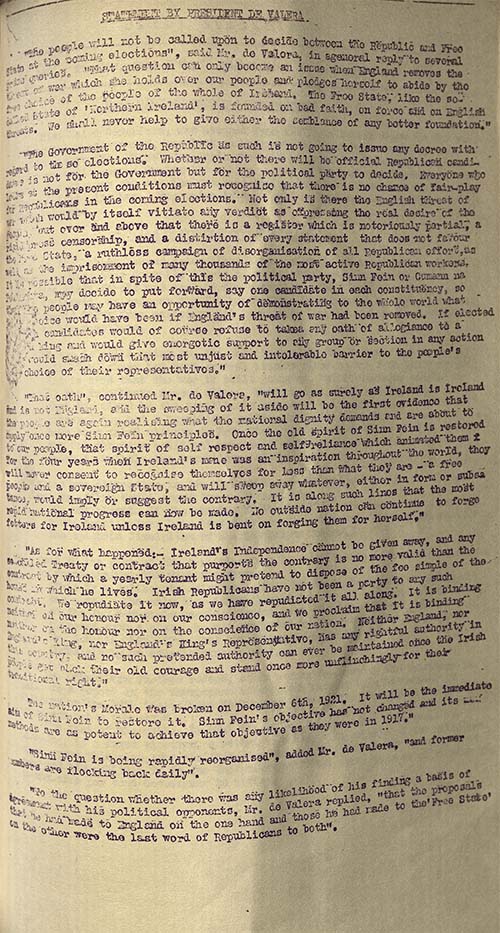 STATEMENT BY PRESIDENT DE VALERA.
"The people will not be called upon to decide between the Republic and Free
State at the coming elections", said Mr. de Valera, in ageneral reply to several
queries. "That question can only become an issue when England removes the
threat of war which she holds over our people and pledges herself to abide by the
free choice of the people of the whole of Ireland. The Free State, like the so-
called State of 'Northern Ireland', is founded on bad faith, on force and on English
threats. We shall never help to give either the semblance of any better foundation."
"The Government of the Republic as such is not going to issue any decree with
regard to these elections. Whether or not there will be official Republican candi-
dates is not for the Government but for the political party to decide. Everyone who
knows the present conditions must recognise that there is no chance of fair-play
for Republicans in the coming elections. Not only is there the English threat of
war which would by itself vitiate any verdict as expressing the real desire of the
but over and above that there is a register which is notoriously partial, a
press censorship, and a distirtion of every statement that does not favour
the State, a ruthless campaign of disorganisation of all Republican effort, as
well the imprisonment of many thousands of the most active Republican workers.
It is possible that in spite of this the political party, Sinn Fein or Cumann na
may decide to put forward, say one candidate in each constituency, so
the people may have an opportunity of demonstrating to the whole world what
choice would have been if England's threat of war had been removed. If elected
candidates would of course refuse to take any oath of allegiance to a
King and would give energetic support to any group or section in any action
would smash down that most unjust and intolerable barrier to the people's
choice of their representatives."
"That oath", continued Mr. de Valera, "will go as surely as Ireland is Ireland
and is not England, and the sweeping of it aside will be the first evidence that
the people are again realising what the national dignity demands and are about to
apply once more Sinn Fein principles. Once the old spirit of Sinn Fein is restored
to our people, that spirit of self respect and self-reliance which animated them
for the four years when Ireland's name was an inspiration throughout the world, they
will never consent to recognise themselves for less than what they are - a free
people and a sovereign State, and will sweep away whatever, either in form or subs
tance, would imply or suggest the contrary. It is along such lines that the most
rapid national progress can now be made. No outside nation can continue to forge
fetters for Ireland unless Ireland is bent on forging them for herself."
"As for what happened:- Ireland's Independence cannot be given away, and any
so-called Treaty or contract that purports the contrary is no more valid than the
contract by which a yearly tenant might pretend to dispose of the fee simple of the
in which he lives. Irish Republicans have not been a party to any such
contract. We repudiate it now, as we have repudiated it all along. It is binding
neither on our honour nor on our conscience, and we proclaim that it is binding
neither on the honour nor on the conscience of our nation. Neither England, nor
England's King, nor England's King's Representative, has any rightful authority in
this country, and no such pretended authority can ever be maintained once the Irish
people get back their old courage and stand once more unflinchingly for their
traditional right."
The nation's Morale was broken on December 6th, 1921. It will be the immediate
aim of Sinn Fein to restore it. Sinn Fein's objective has not changed and its
methods are as potent to achieve that objective as they were in 1917."
"Sinn Fein is being rapidly reorganised", added Mr. de Valera, "and former
members are flocking back daily".
"To the question whether there was any likelihood of his finding a basis of
agreement with his political opponents, Mr. de Valera replied, "that the proposals
that he had made to England on the one hand and those he had made to the 'Free State'
on the other were the last word of Republicans to both".